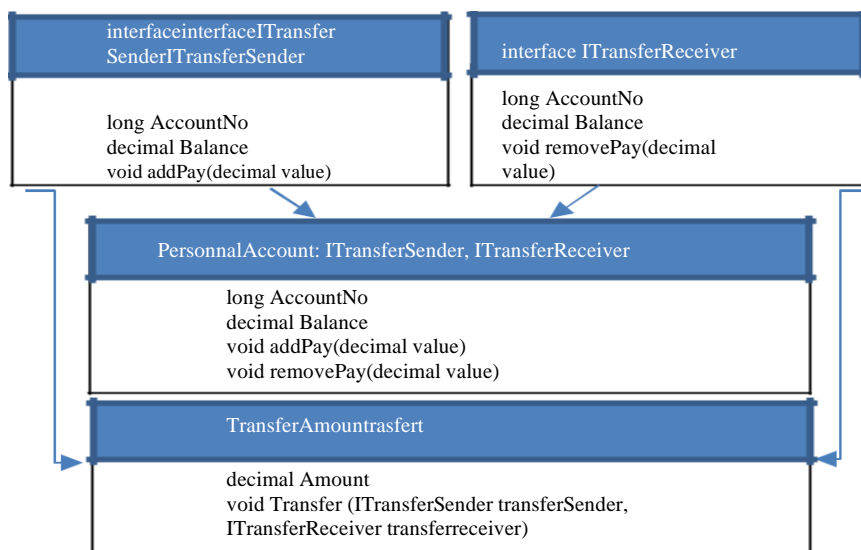 interfaceinterfaceITransfer
SenderITransferSender
long AccountNo
decimal Balance
void addPay(decimal value)
interface ITransferReceiver
long AccountNo
decimal Balance
void removePay(decimal
value)
PersonnalAccount: ITransferSender, ITransferReceiver
long AccountNo
decimal Balance
void addPay(decimal value)
void removePay(decimal value)
TransferAmountrasfert
decimal Amount
void Transfer (ITransferSender transferSender,
ITransferReceiver transferreceiver)